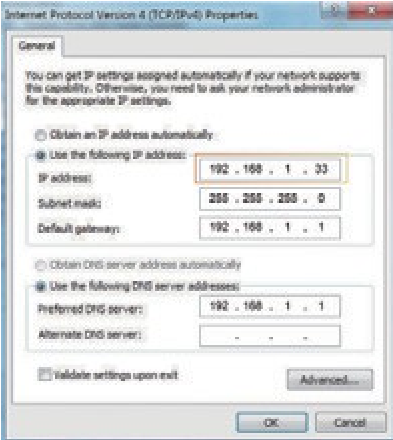 Internet Protocol Version 4 (TCP/IPv4) Properties
General
You can get IP settings assigned automatically if your network supports
this capability. Otherwise, you need to ask your network administrator
for the appropriate IP settings.
Obtain an IP address automatically
Use the following IP address:
IP address: 192 . 168 . 1 . 33
Subnet mask: 255 . 255 . 255 . 0
Default gateway: 192 . 168 . 1 . 1
Obtain DNS server address automatically
Use the following DNS server addresses:
Preferred DNS server: 192 . 168 . 1 . 1
Alternate DNS server: . . .
Validate settings upon exit
Advanced...
OK Cancel